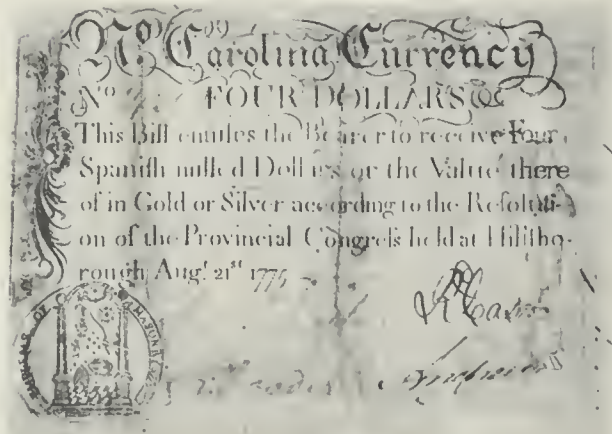 No. Carolina Currency
No FOUR DOLLARS
This Bill entitles the Bearer to receive Four
Spaniſh milled Dollars or the Value there
of in Gold or Silver according to the Reſoluti-
on of the Provincial Congreſs held at Hillſbo-
rough Augt. 21st 1775
MASONRY